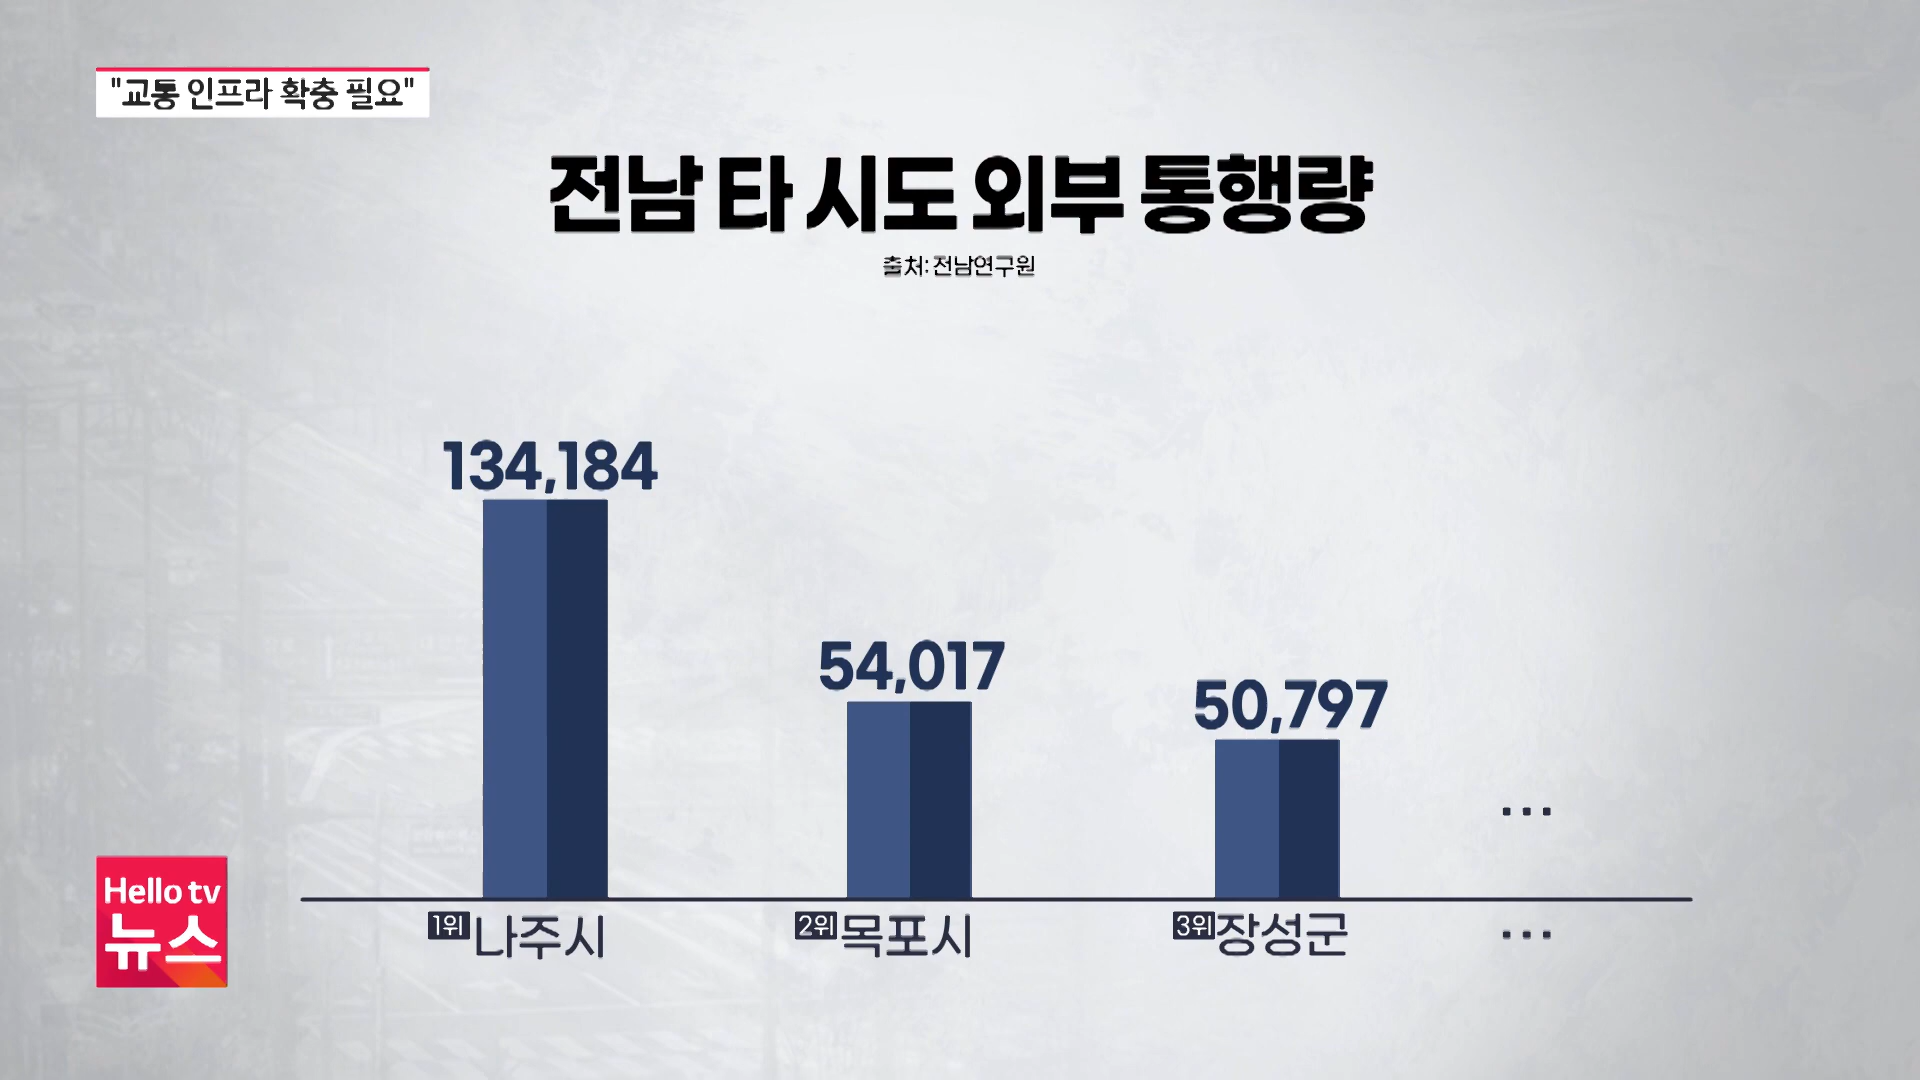 "교통 인프라 확충 필요"
전남 타 시도 외부 통행량
출처: 전남연구원
134,184
54,017
50,797
...
1위 나주시
2위 목포시
3위 장성군
...
Hello tv
뉴스